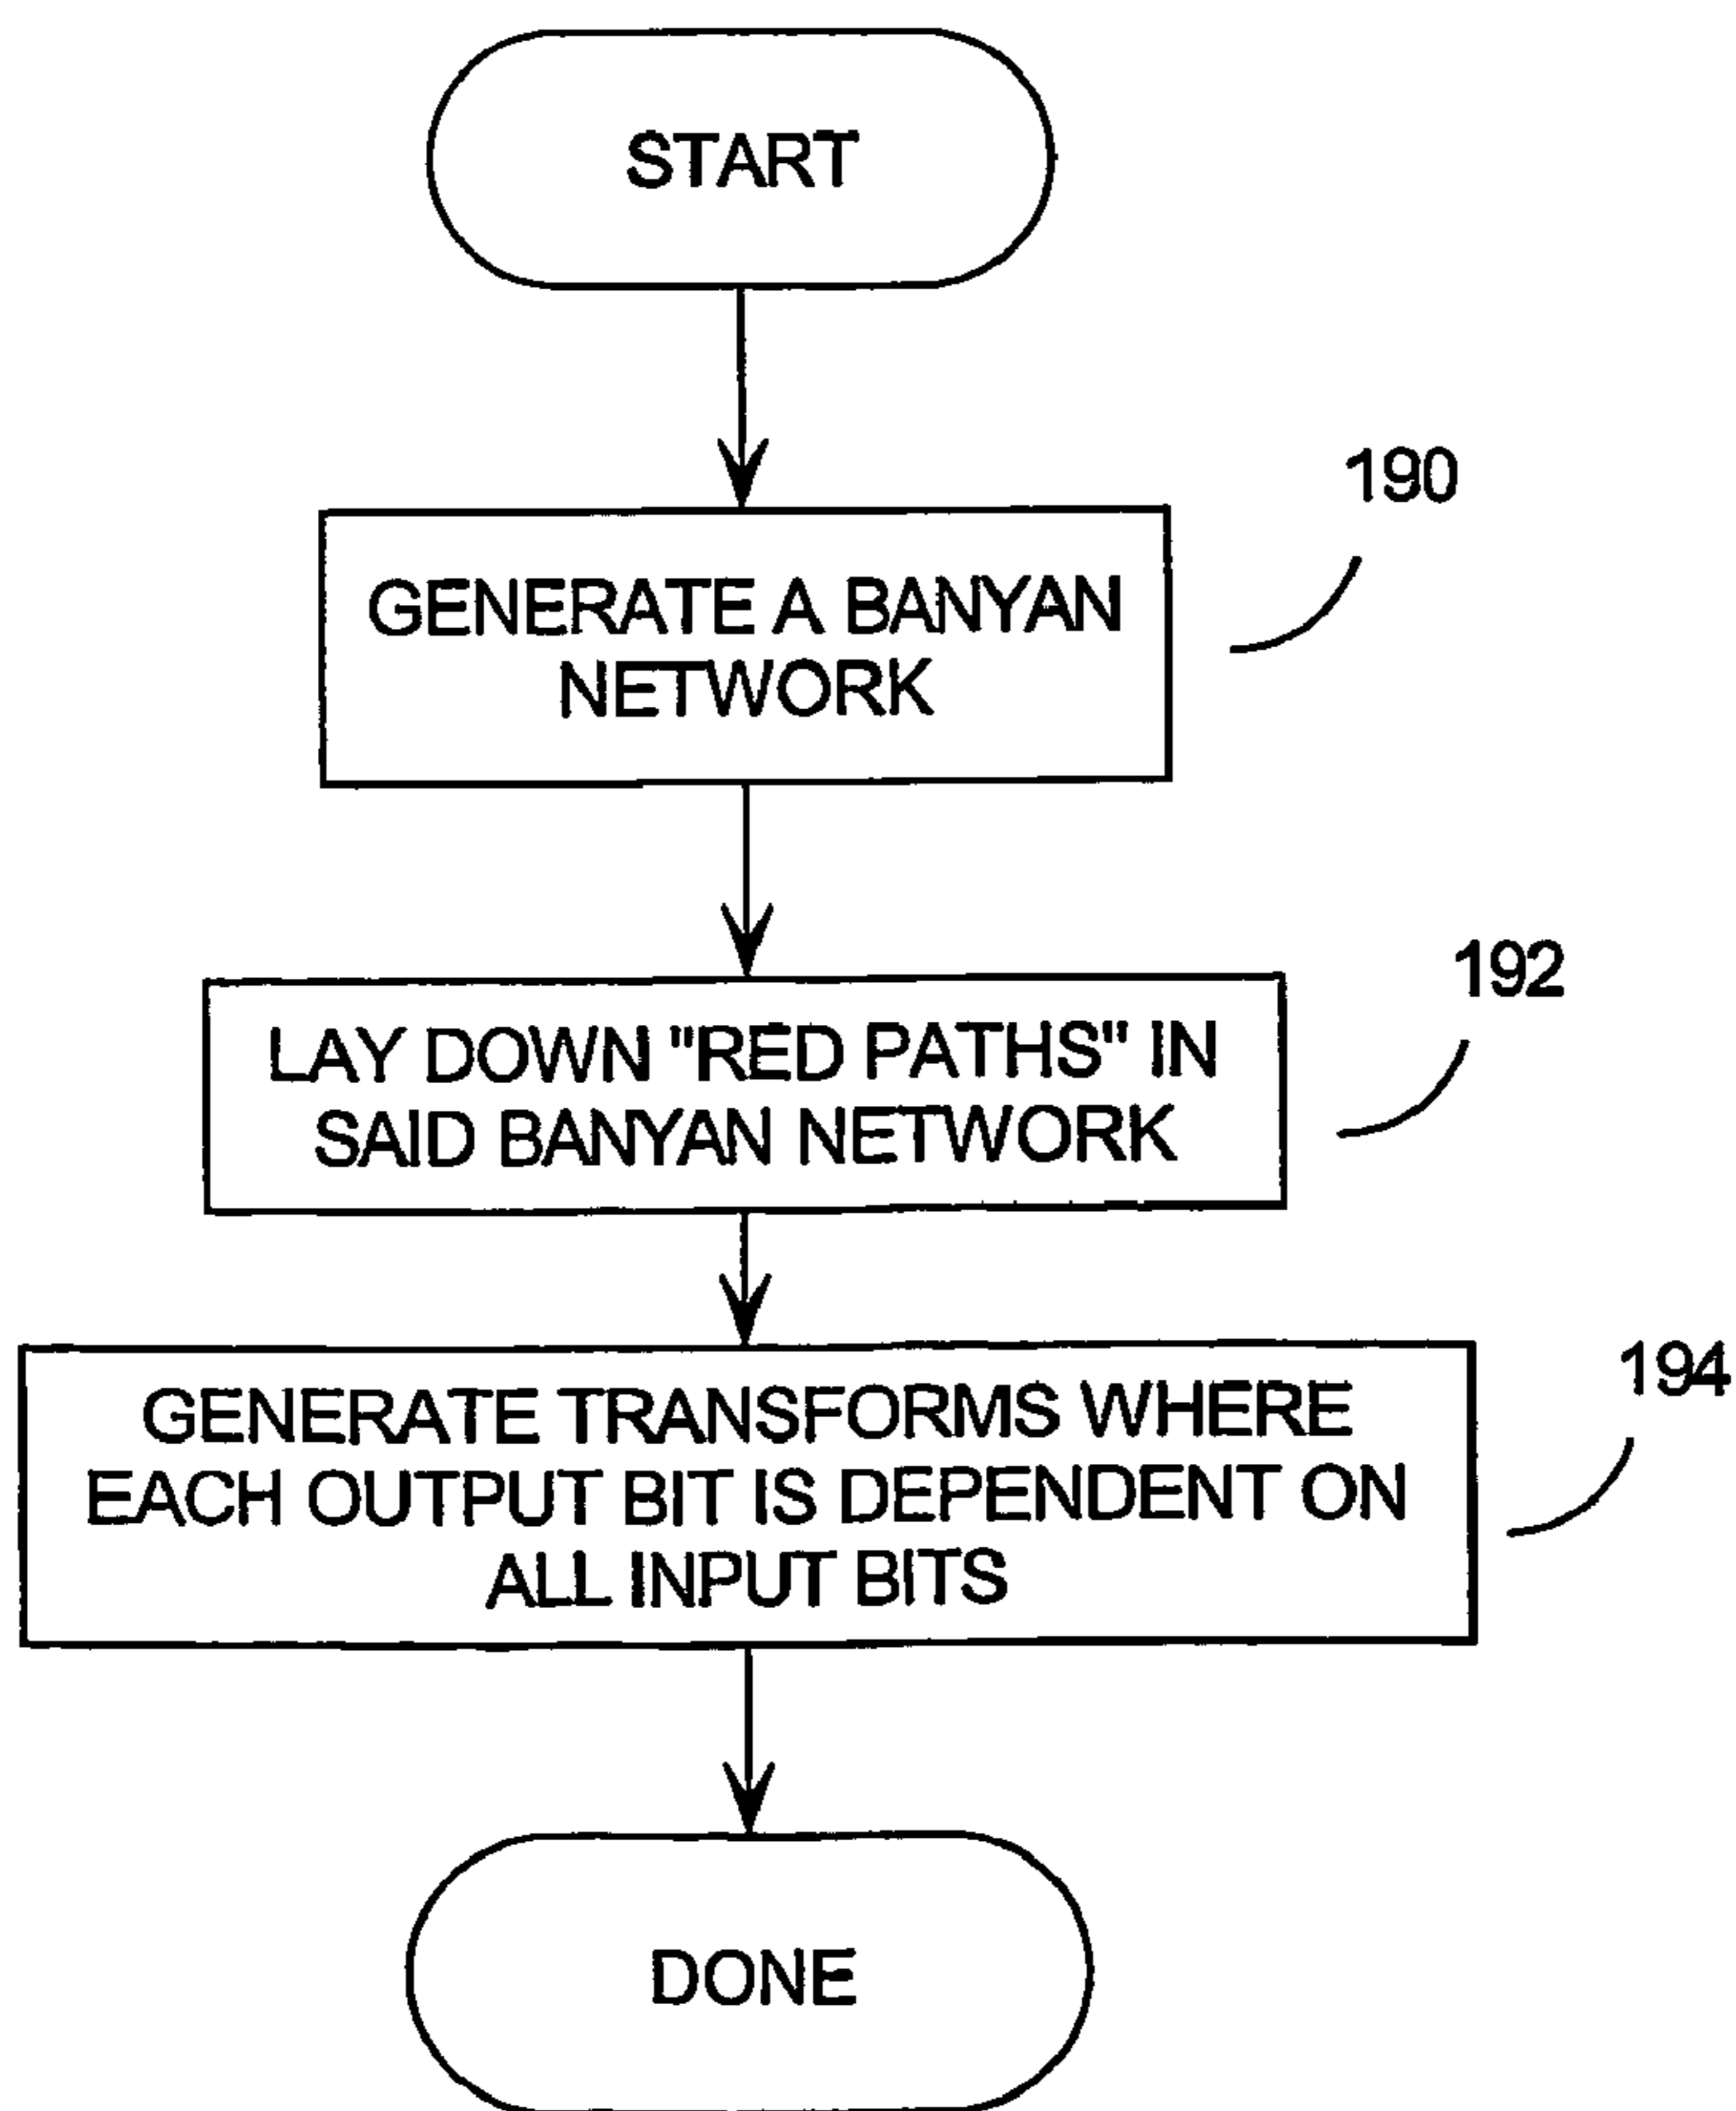 START
190
GENERATE A BANYAN
NETWORK
192
LAY DOWN "RED PATHS" IN
SAID BANYAN NETWORK
194
GENERATE TRANSFORMS WHERE
EACH OUTPUT BIT IS DEPENDENT ON
ALL INPUT BITS
DONE